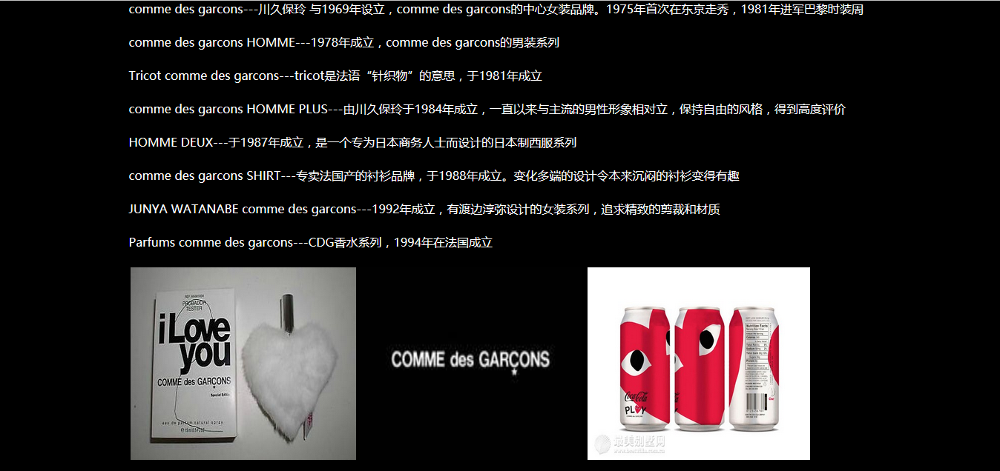 comme des garcons---川久保玲 与1969年设立，comme des garcons的中心女装品牌。1975年首次在东京走秀，1981年进军巴黎时装周
comme des garcons HOMME---1978年成立，comme des garcons的男装系列
Tricot comme des garcons---tricot是法语“针织物”的意思，于1981年成立
comme des garcons HOMME PLUS---由川久保玲于1984年成立，一直以来与主流的男性形象相对立，保持自由的风格，得到高度评价
HOMME DEUX---于1987年成立，是一个专为日本商务人士而设计的日本制西服系列
comme des garcons SHIRT---专卖法国产的衬衫品牌，于1988年成立。变化多端的设计令本来沉闷的衬衫变得有趣
JUNYA WATANABE comme des garcons---1992年成立，有渡边淳弥设计的女装系列，追求精致的剪裁和材质
Parfums comme des garcons---CDG香水系列，1994年在法国成立
PROBADOR
TESTER
i Love
you
COMME des GARÇONS
Special Edition
eau de parfum natural spray
COMME des GARÇONS
Coca-Cola
PLAY
Nutrition Facts
最美别墅网
www.bestvilla.com.cn